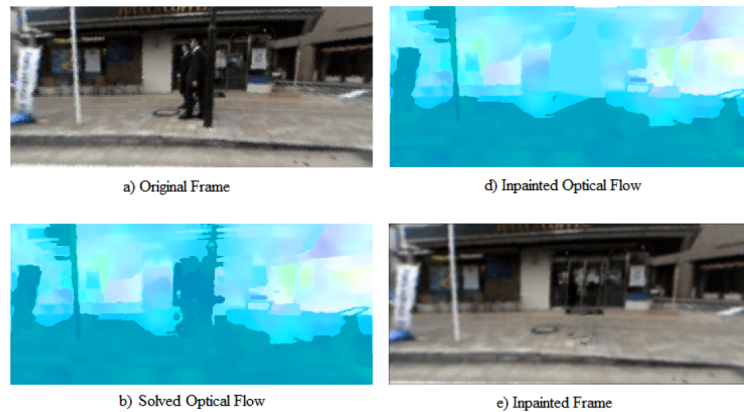 a) Original Frame
d) Inpainted Optical Flow
b) Solved Optical Flow
e) Inpainted Frame